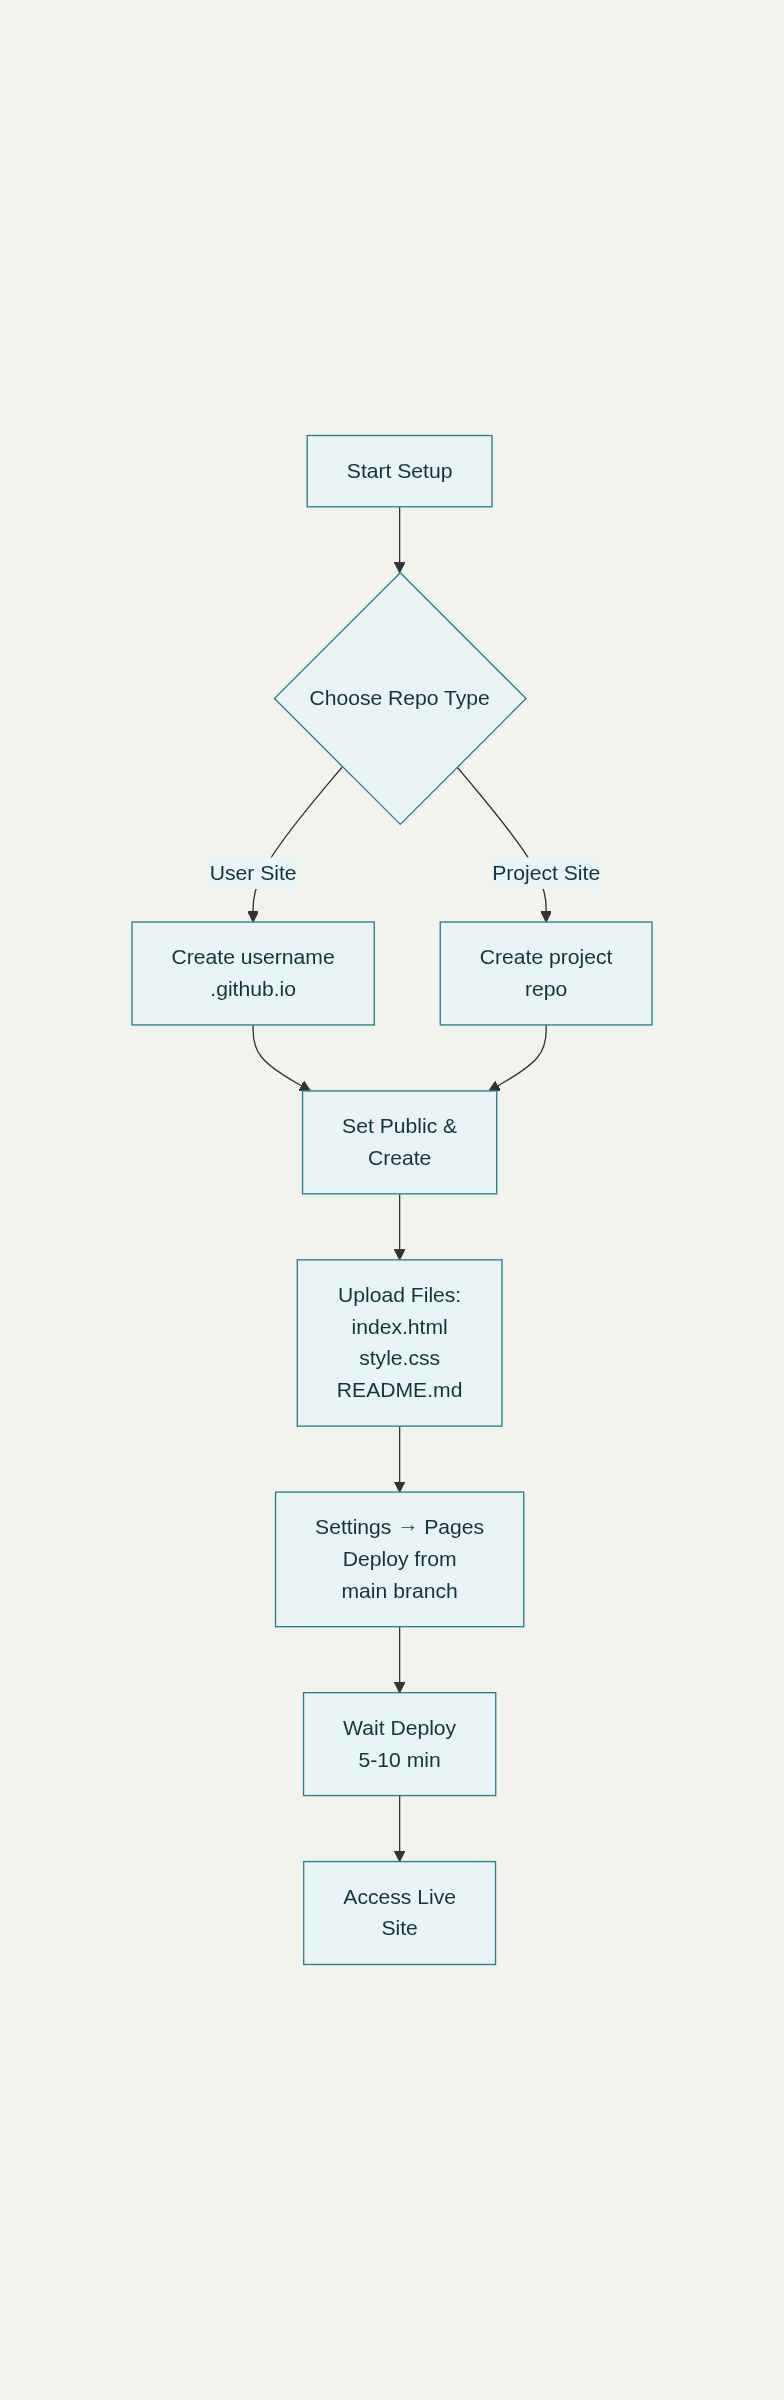 Start Setup
Choose Repo Type
User Site
Project Site
Create username
.github.io
Create project
repo
Set Public &
Create
Upload Files:
index.html
style.css
README.md
Settings → Pages
Deploy from
main branch
Wait Deploy
5-10 min
Access Live
Site